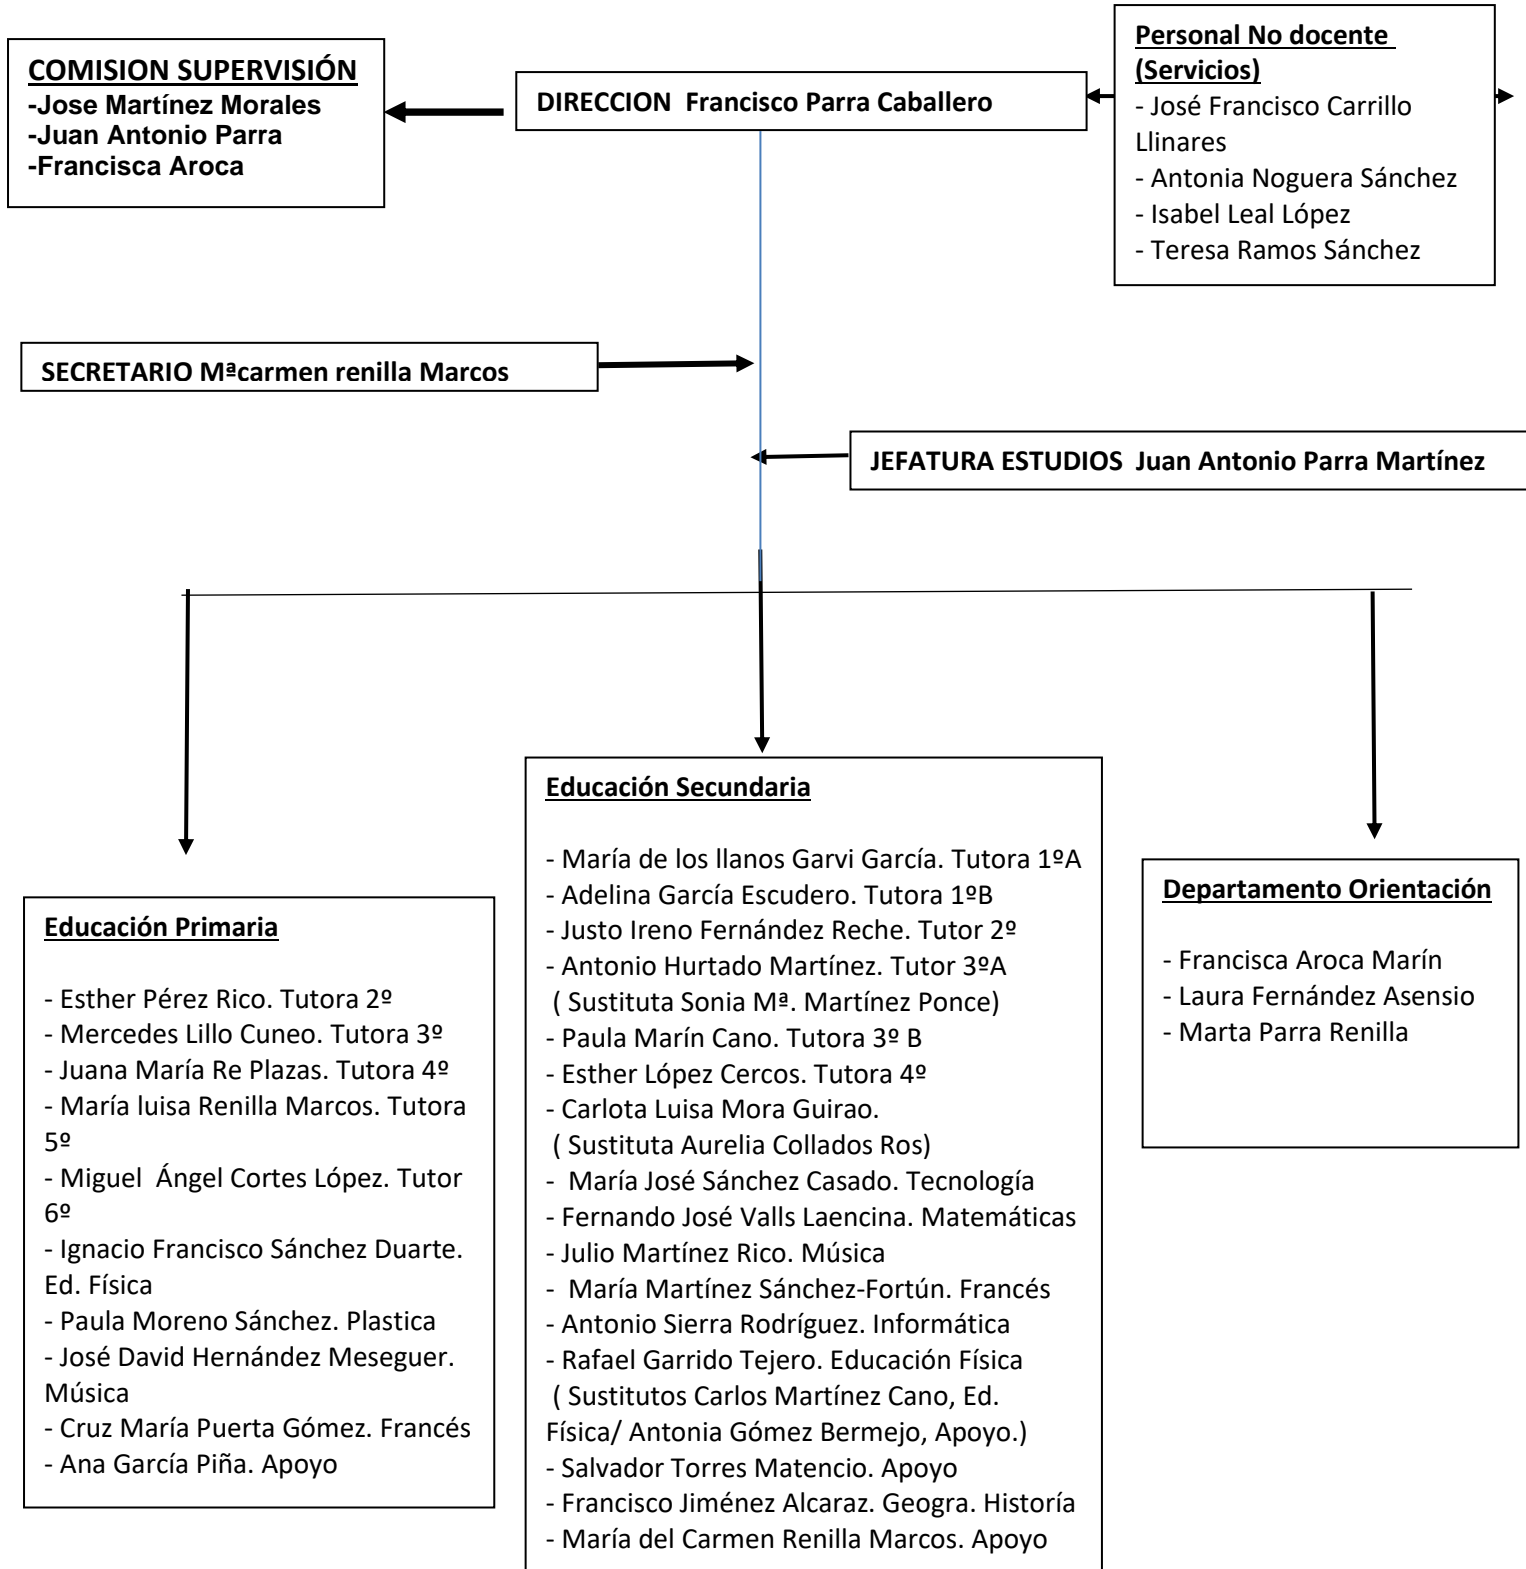 COMISION SUPERVISIÓN
-Jose Martínez Morales
-Juan Antonio Parra
-Francisca Aroca
DIRECCION  Francisco Parra Caballero
Personal No docente
(Servicios)
- José Francisco Carrillo
Llinares
- Antonia Noguera Sánchez
- Isabel Leal López
- Teresa Ramos Sánchez
SECRETARIO Mªcarmen renilla Marcos
JEFATURA ESTUDIOS  Juan Antonio Parra Martínez
Educación Primaria
- Esther Pérez Rico. Tutora 2º
- Mercedes Lillo Cuneo. Tutora 3º
- Juana María Re Plazas. Tutora 4º
- María luisa Renilla Marcos. Tutora
5º
- Miguel  Ángel Cortes López. Tutor
6º
- Ignacio Francisco Sánchez Duarte.
Ed. Física
- Paula Moreno Sánchez. Plastica
- José David Hernández Meseguer.
Música
- Cruz María Puerta Gómez. Francés
- Ana García Piña. Apoyo
Educación Secundaria
- María de los llanos Garvi García. Tutora 1ºA
- Adelina García Escudero. Tutora 1ºB
- Justo Ireno Fernández Reche. Tutor 2º
- Antonio Hurtado Martínez. Tutor 3ºA
( Sustituta Sonia Mª. Martínez Ponce)
- Paula Marín Cano. Tutora 3º B
- Esther López Cercos. Tutora 4º
- Carlota Luisa Mora Guirao.
( Sustituta Aurelia Collados Ros)
-  María José Sánchez Casado. Tecnología
- Fernando José Valls Laencina. Matemáticas
- Julio Martínez Rico. Música
-  María Martínez Sánchez-Fortún. Francés
- Antonio Sierra Rodríguez. Informática
- Rafael Garrido Tejero. Educación Física
( Sustitutos Carlos Martínez Cano, Ed.
Física/ Antonia Gómez Bermejo, Apoyo.)
- Salvador Torres Matencio. Apoyo
- Francisco Jiménez Alcaraz. Geogra. Historía
- María del Carmen Renilla Marcos. Apoyo
Departamento Orientación
- Francisca Aroca Marín
- Laura Fernández Asensio
- Marta Parra Renilla